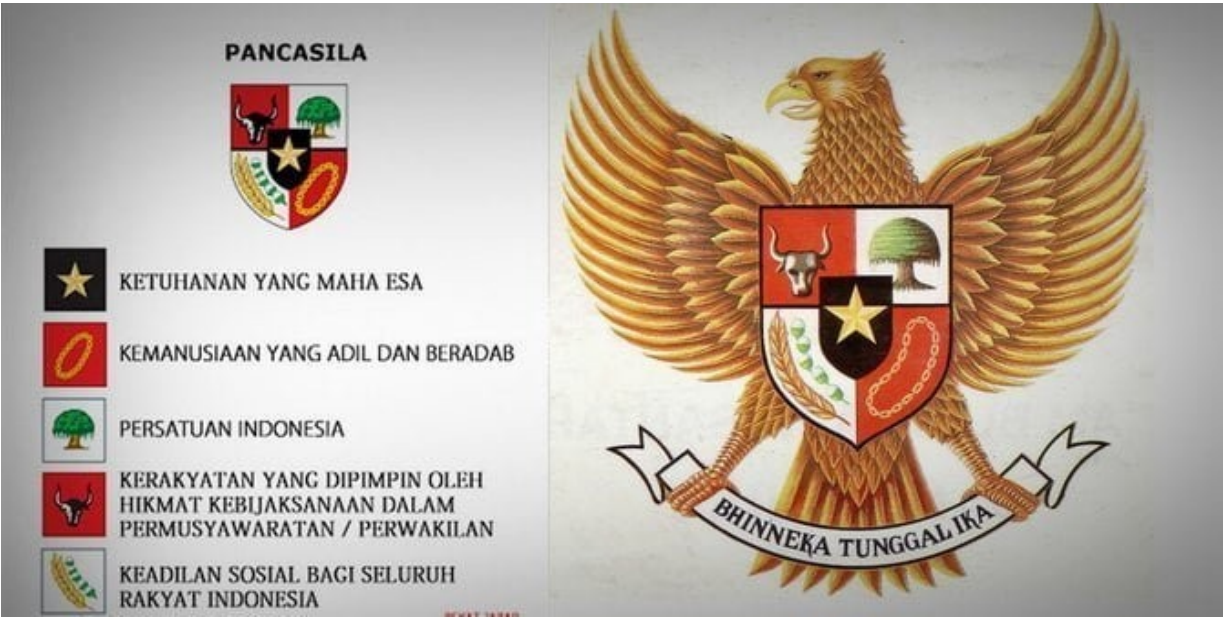 PANCASILA
KETUHANAN YANG MAHA ESA
KEMANUSIAAN YANG ADIL DAN BERADAB
PERSATUAN INDONESIA
KERAKYATAN YANG DIPIMPIN OLEH
HIKMAT KEBIJAKSANAAN DALAM
PERMUSYAWARATAN / PERWAKILAN
KEADILAN SOSIAL BAGI SELURUH
RAKYAT INDONESIA
BHINNEKA TUNGGAL IKA